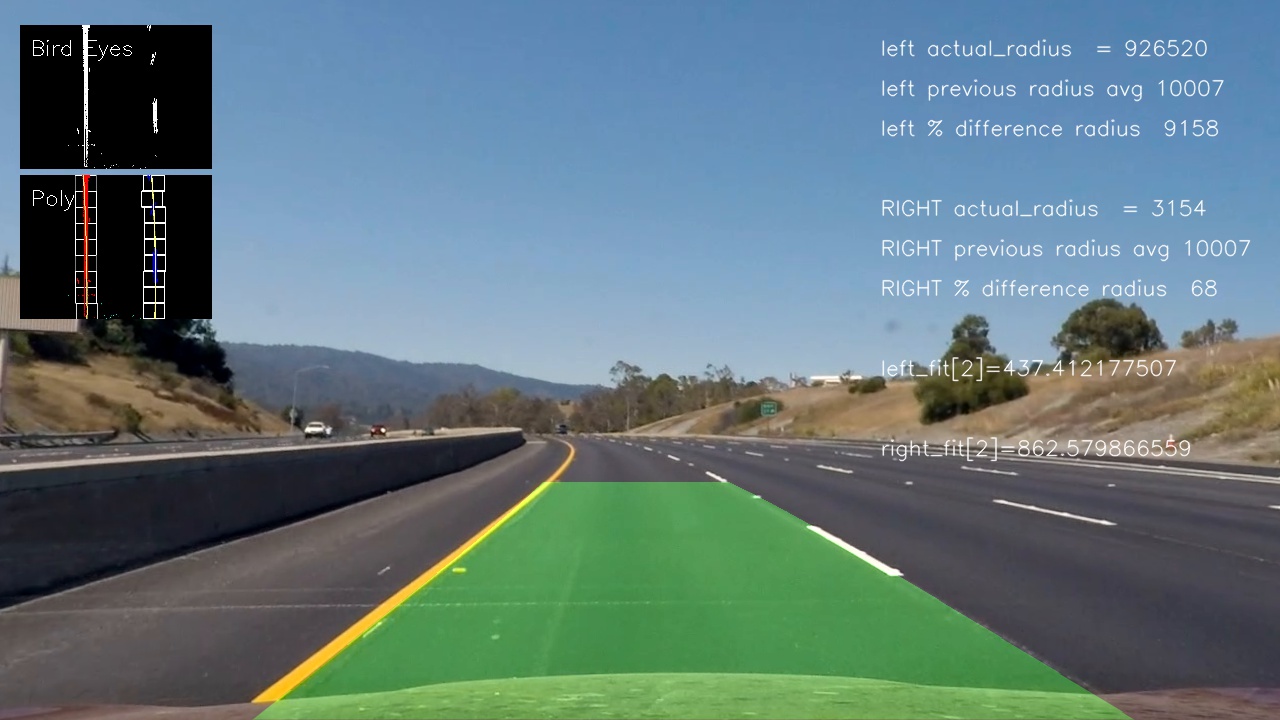 Bird Eyes
Poly
left actual_radius = 926520
left previous radius avg 10007
left % difference radius 9158
RIGHT actual_radius = 3154
RIGHT previous radius avg 10007
RIGHT % difference radius 68
left_fit[2]=437.412177507
right_fit[2]=862.579866559